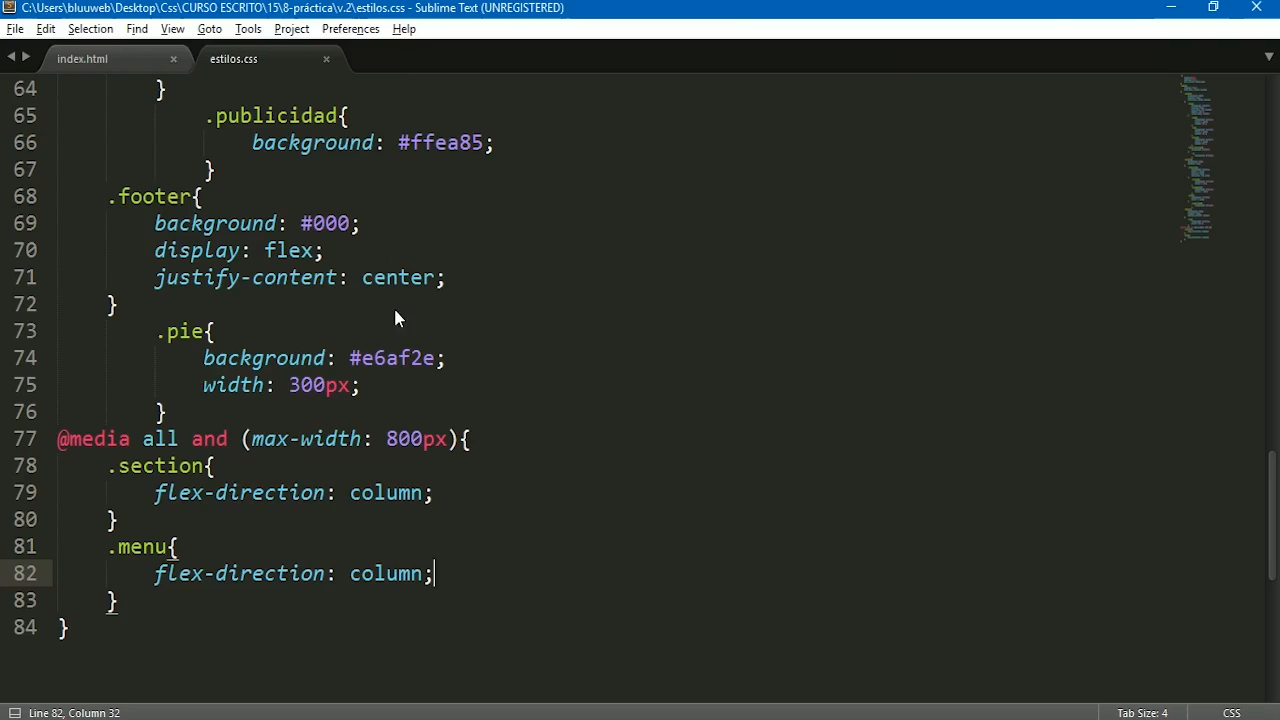 C:\Users\bluuweb\Desktop\Css\CURSO ESCRITO\15\8-práctica\v.2\estilos.css - Sublime Text (UNREGISTERED)
File Edit Selection Find View Goto Tools Project Preferences Help
index.html × estilos.css ×
64 }
65 .publicidad{
66 background: #ffea85;
67 }
68 .footer{
69 background: #000;
70 display: flex;
71 justify-content: center;
72 }
73 .pie{
74 background: #e6af2e;
75 width: 300px;
76 }
77 @media all and (max-width: 800px){
78 .section{
79 flex-direction: column;
80 }
81 .menu{
82 flex-direction: column;
83 }
84 }
Line 82, Column 32 Tab Size: 4 CSS